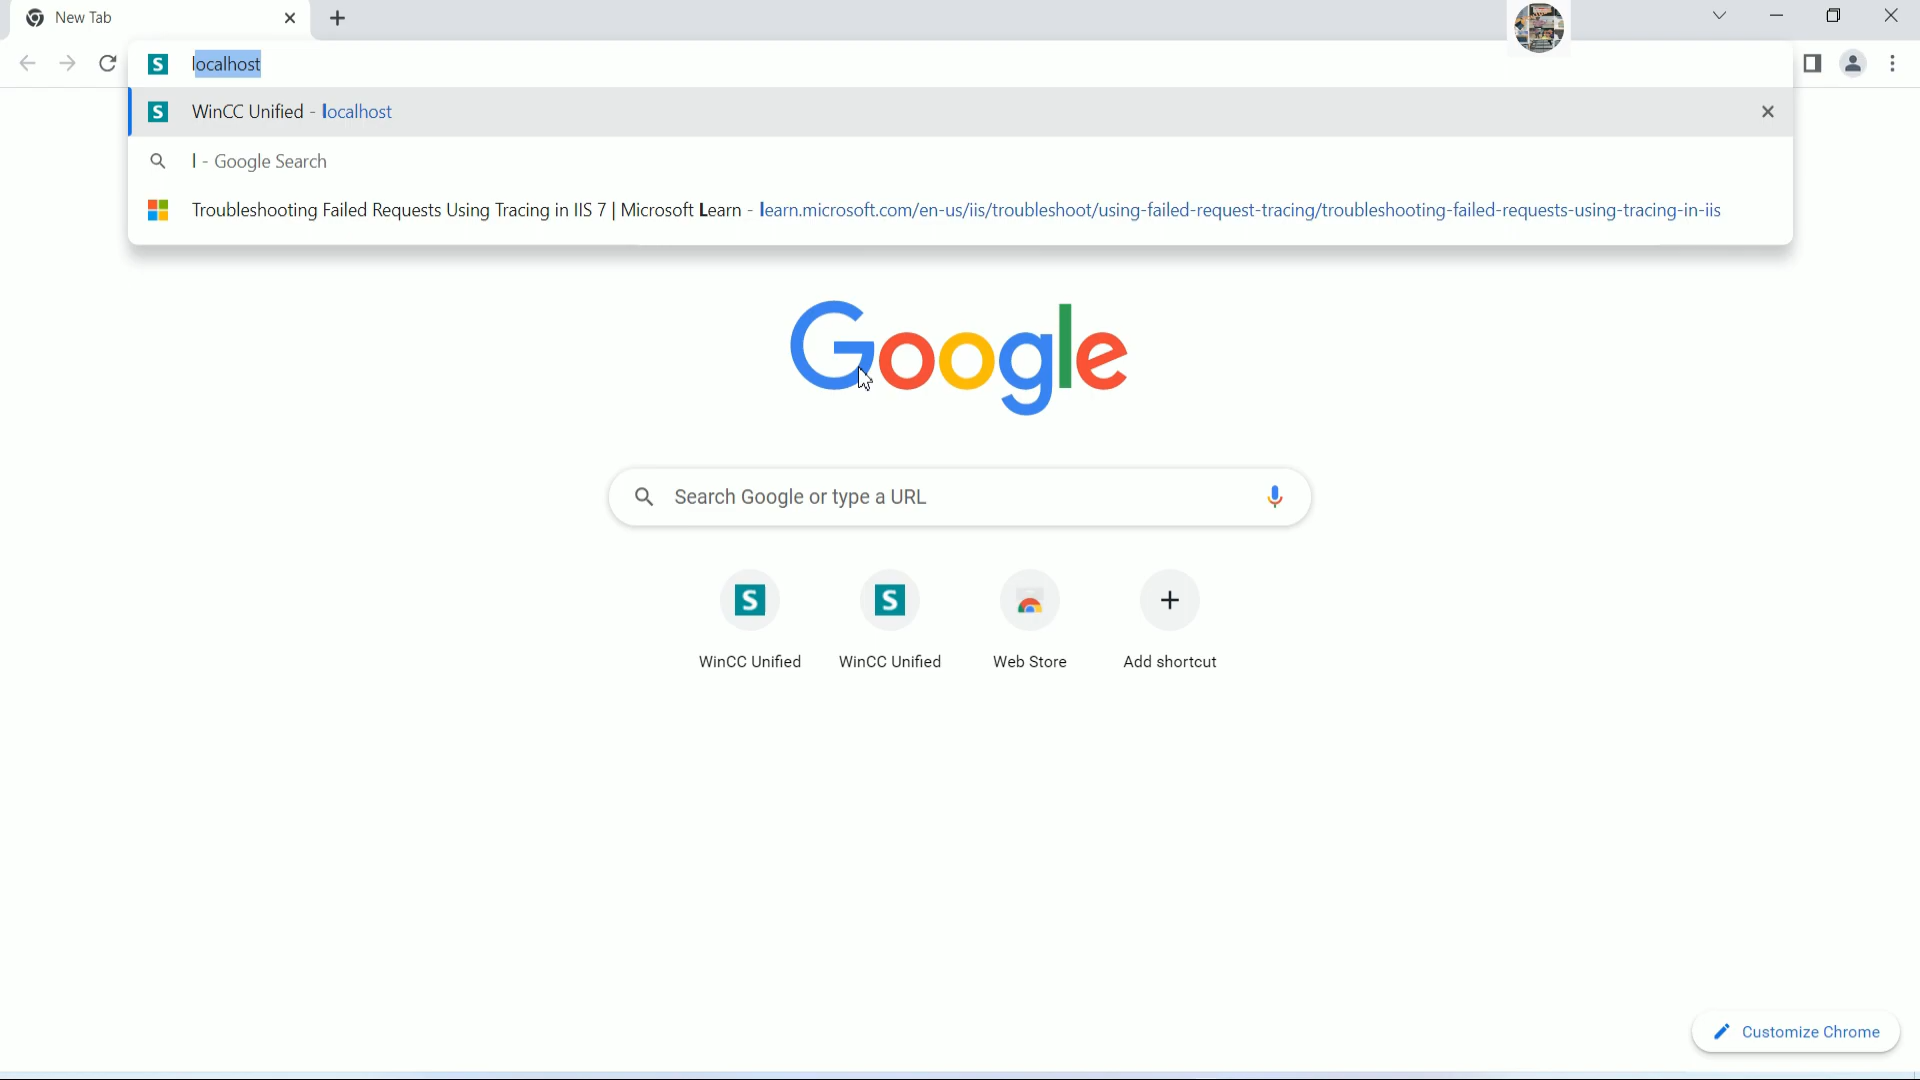 New Tab
localhost
WinCC Unified - localhost
l - Google Search
Troubleshooting Failed Requests Using Tracing in IIS 7 | Microsoft Learn - learn.microsoft.com/en-us/iis/troubleshoot/using-failed-request-tracing/troubleshooting-failed-requests-using-tracing-in-iis
Google
Search Google or type a URL
S S
WinCC Unified WinCC Unified Web Store Add shortcut
Customize Chrome